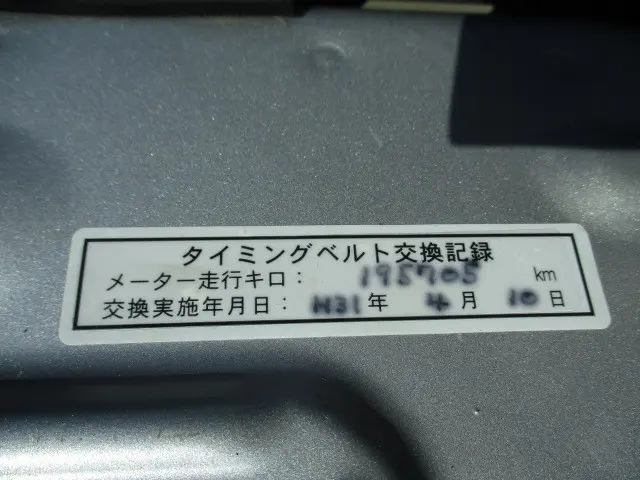 タイミングベルト交換記録
メーター走行キロ： 195705 km
交換実施年月日： H31年 4月 10日